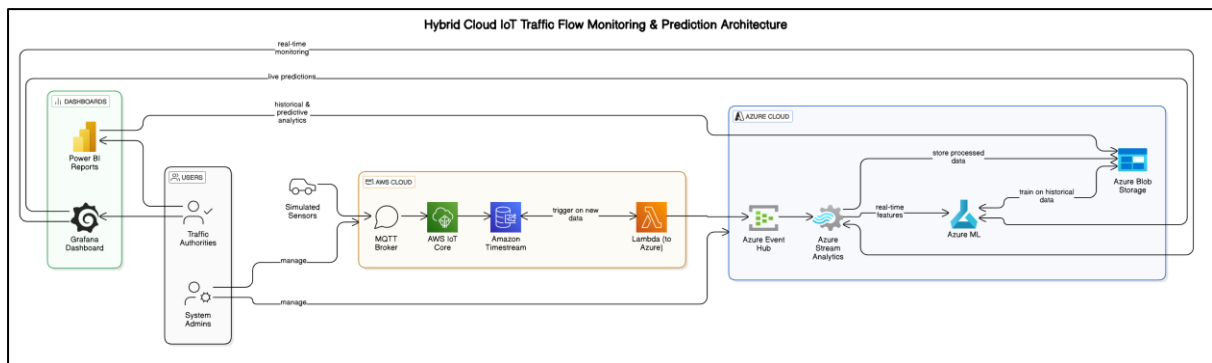 Hybrid Cloud IoT Traffic Flow Monitoring & Prediction Architecture
real-time
monitoring
live predictions
DASHBOARDS
historical &
predictive
analytics
Power BI
Reports
Grafana
Dashboard
USERS
Traffic
Authorities
System
Admins
manage
manage
Simulated
Sensors
aws
AWS CLOUD
MQTT
Broker
AWS IoT
Core
Amazon
Timestream
trigger on new
data
Lambda (to
Azure)
AZURE CLOUD
Azure Event
Hub
Azure
Stream
Analytics
real-time
features
store processed
data
train on historical
data
Azure ML
Azure Blob
Storage